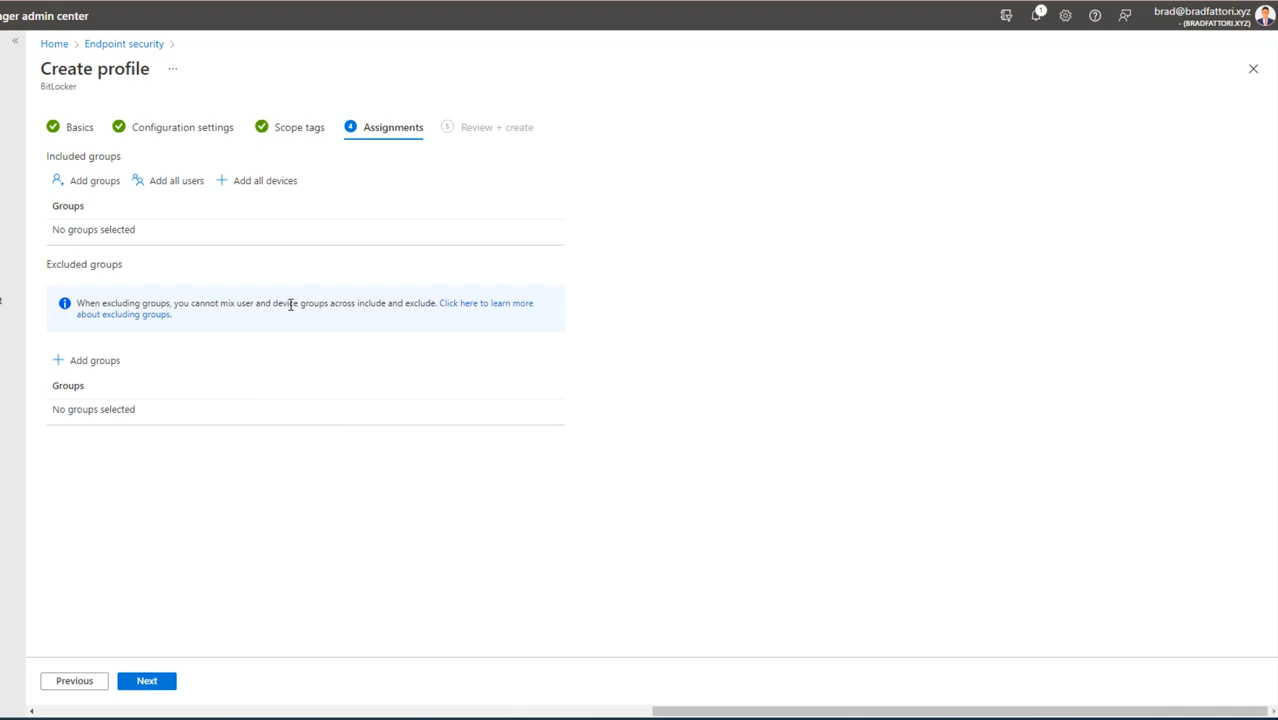 ger admin center
1
brad@bradfattori.xyz
- (BRADFATTORI.XYZ)
«
Home > Endpoint security >
Create profile ...
BitLocker
Basics Configuration settings Scope tags 4 Assignments 5 Review + create
Included groups
Add groups Add all users Add all devices
Groups
No groups selected
Excluded groups
When excluding groups, you cannot mix user and device groups across include and exclude. Click here to learn more
about excluding groups.
Add groups
Groups
No groups selected
Previous Next